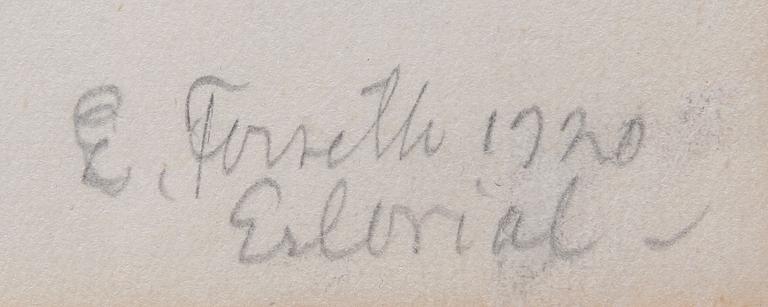 E. Forseth 1920
Escorial -